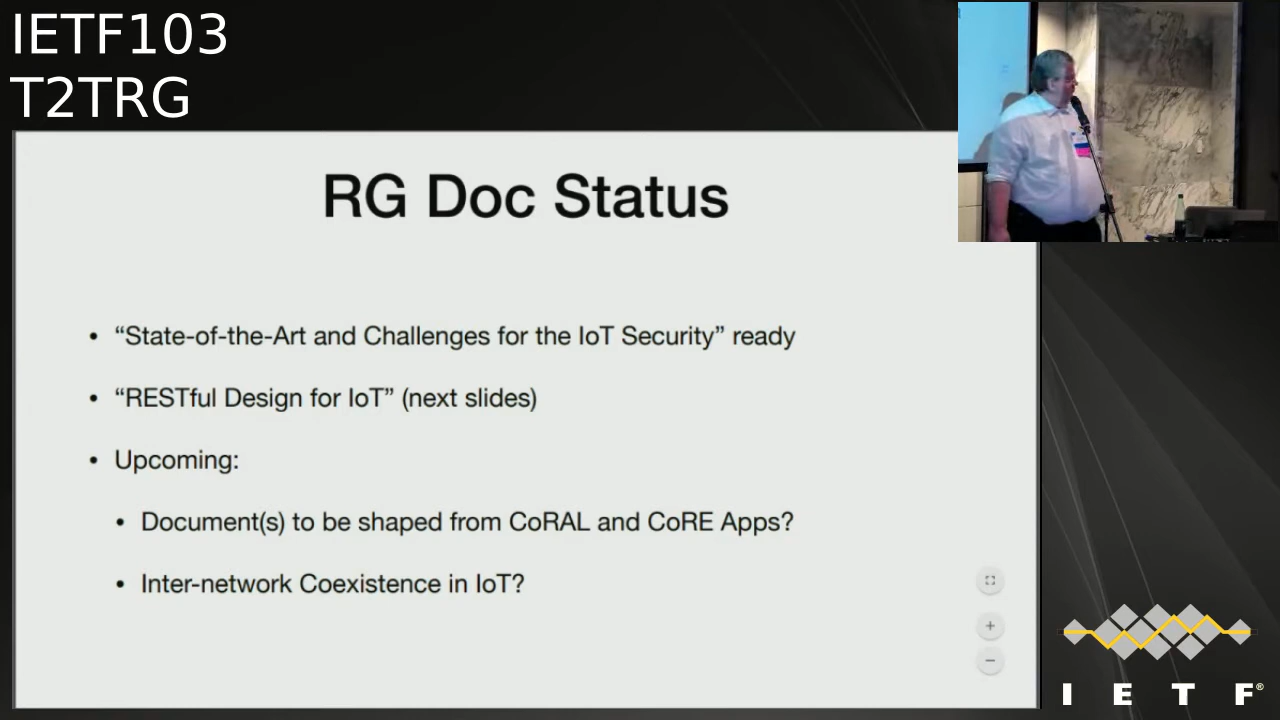 IETF103
T2TRG
RG Doc Status
• “State-of-the-Art and Challenges for the IoT Security” ready
• “RESTful Design for IoT” (next slides)
• Upcoming:
• Document(s) to be shaped from CoRAL and CoRE Apps?
• Inter-network Coexistence in IoT?
I E T F®